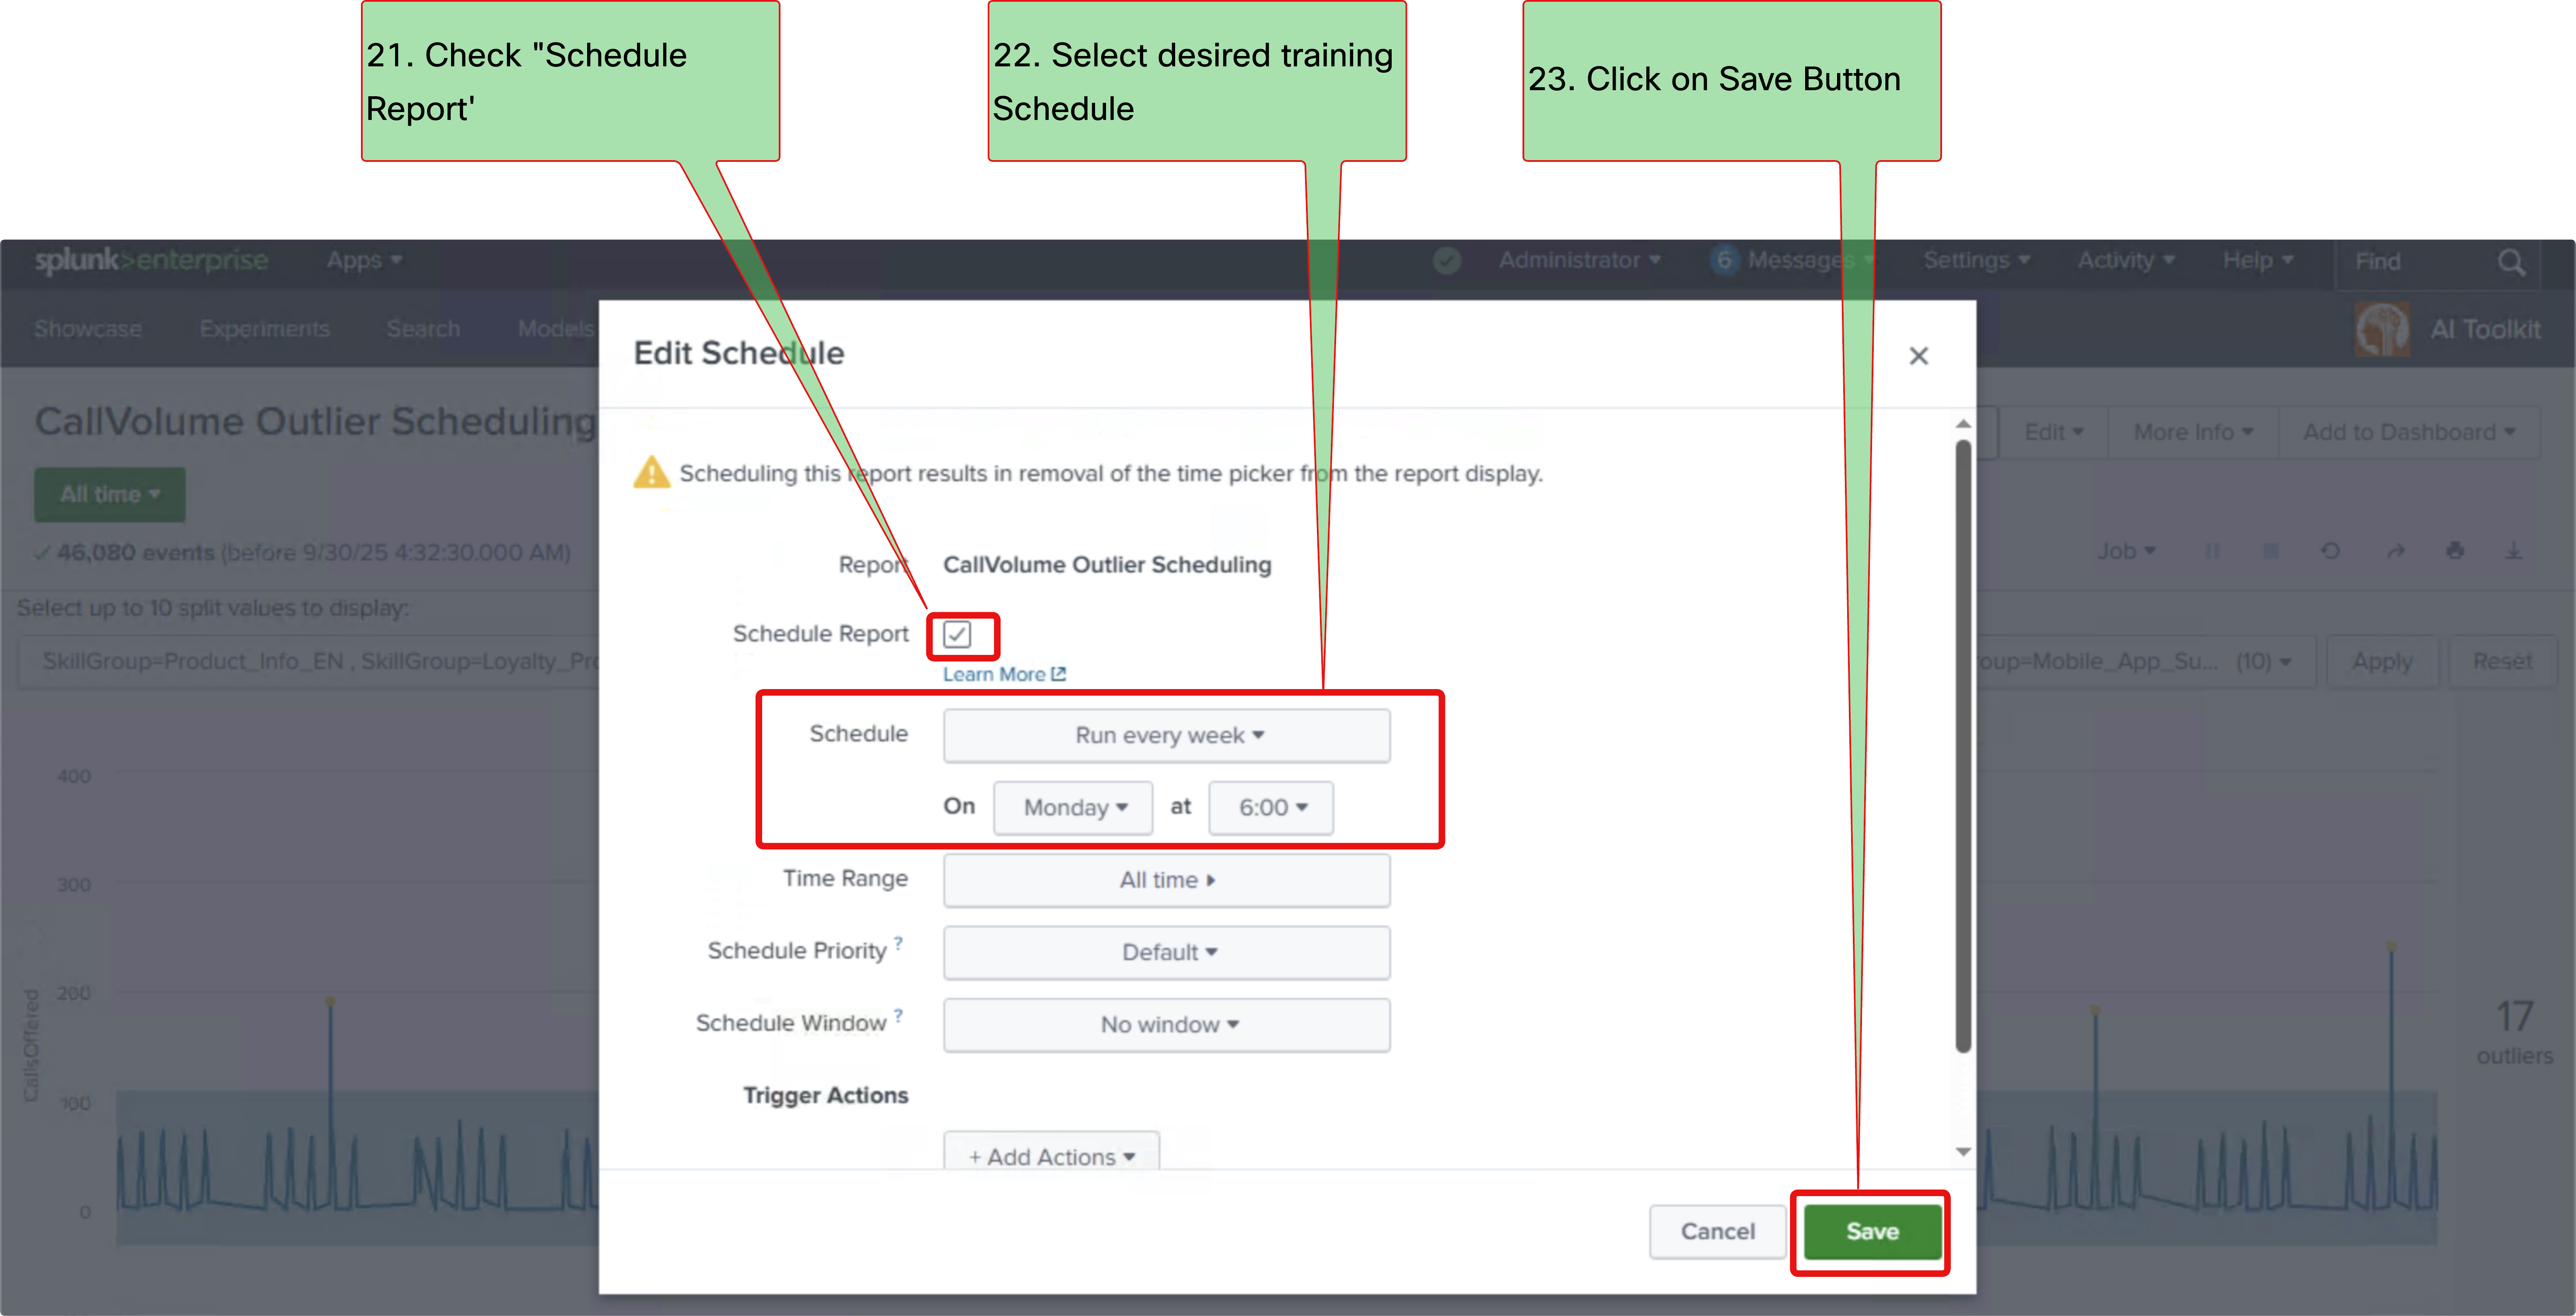 21. Check "Schedule
Report'
22. Select desired training
Schedule
23. Click on Save Button
splunk>enterprise
Apps
Administrator
6 Messages
Settings
Activity
Help
Find
Showcase
Experiments
Search
Models
AI Toolkit
Edit Schedule
CallVolume Outlier Scheduling
Edit
More Info
Add to Dashboard
All time
Scheduling this report results in removal of the time picker from the report display.
46,080 events (before 9/30/25 4:32:30.000 AM)
Job
Report
CallVolume Outlier Scheduling
Select up to 10 split values to display:
Schedule Report
Learn More
SkillGroup=Product_Info_EN , SkillGroup=Loyalty_Pro
oup=Mobile_App_Su... (10)
Apply
Reset
Schedule
Run every week
On Monday at 6:00
Time Range
All time
Schedule Priority ?
Default
Schedule Window ?
No window
Trigger Actions
+ Add Actions
Cancel
Save
CallsOffered
400
300
200
100
0
17
outliers